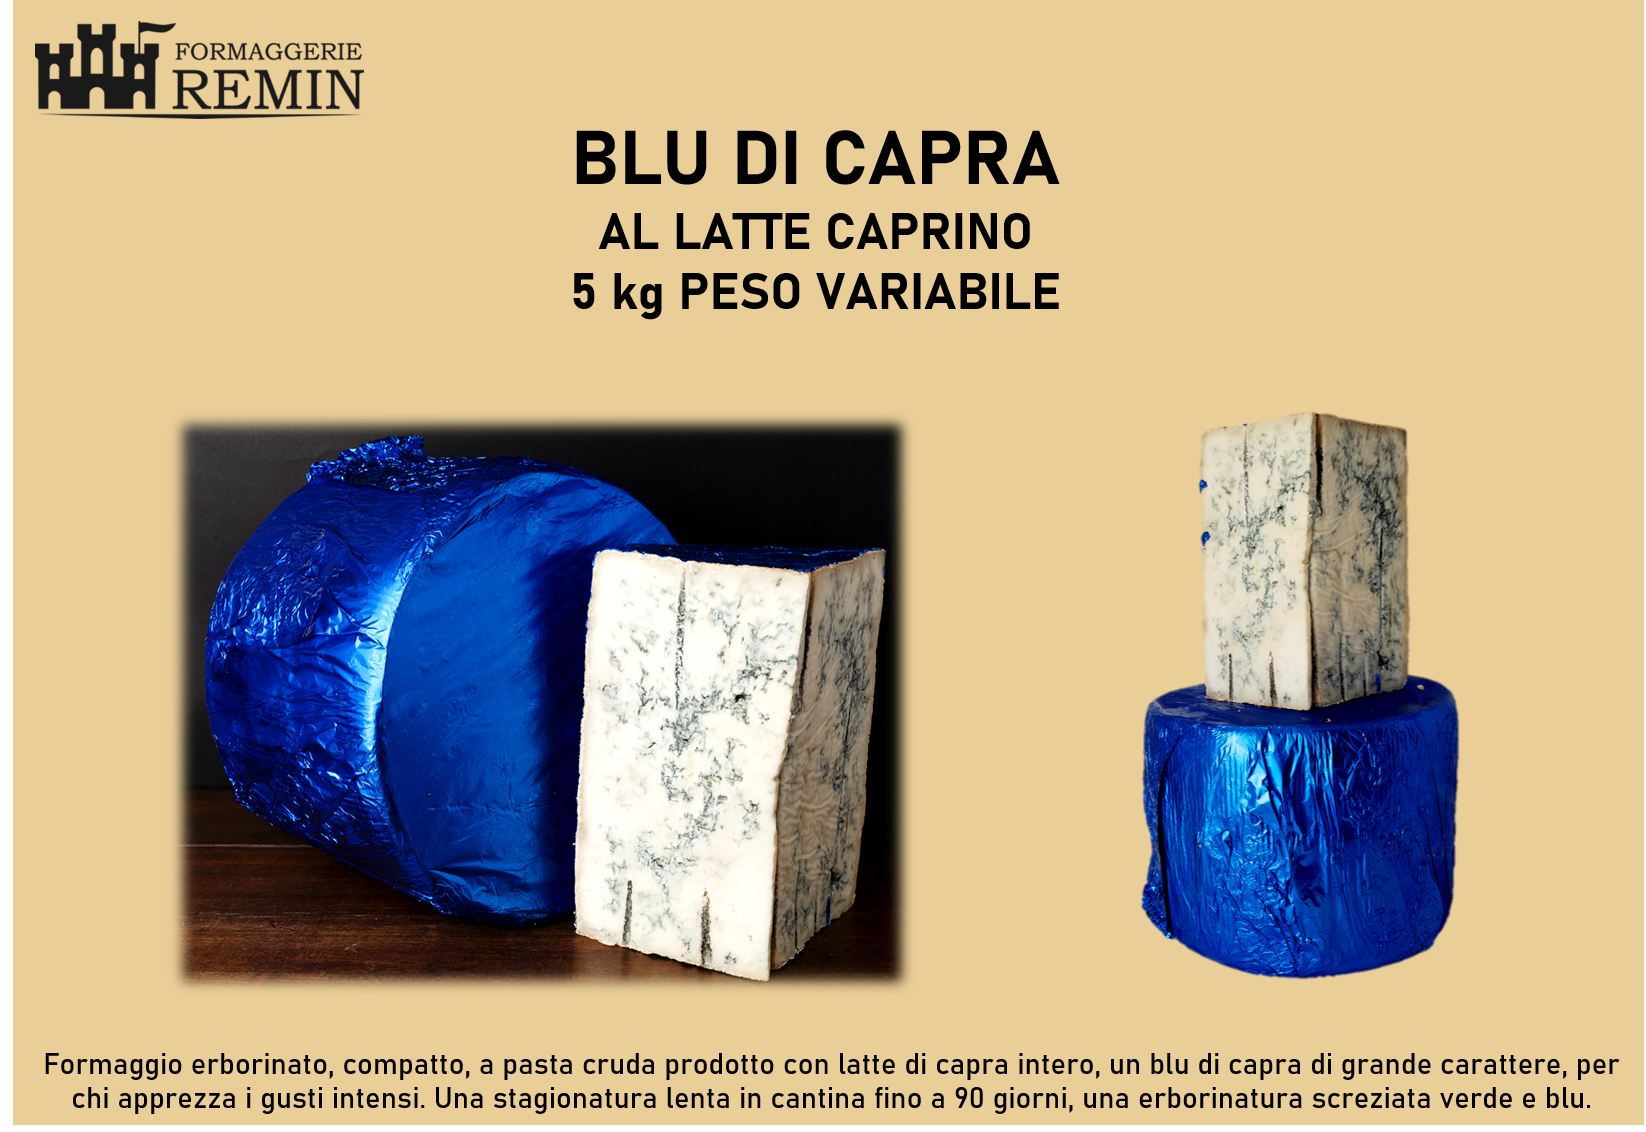 FORMAGGERIE
REMIN
BLU DI CAPRA
AL LATTE CAPRINO
5 kg PESO VARIABILE
Formaggio erborinato, compatto, a pasta cruda prodotto con latte di capra intero, un blu di capra di grande carattere, per
chi apprezza i gusti intensi. Una stagionatura lenta in cantina fino a 90 giorni, una erborinatura screziata verde e blu.